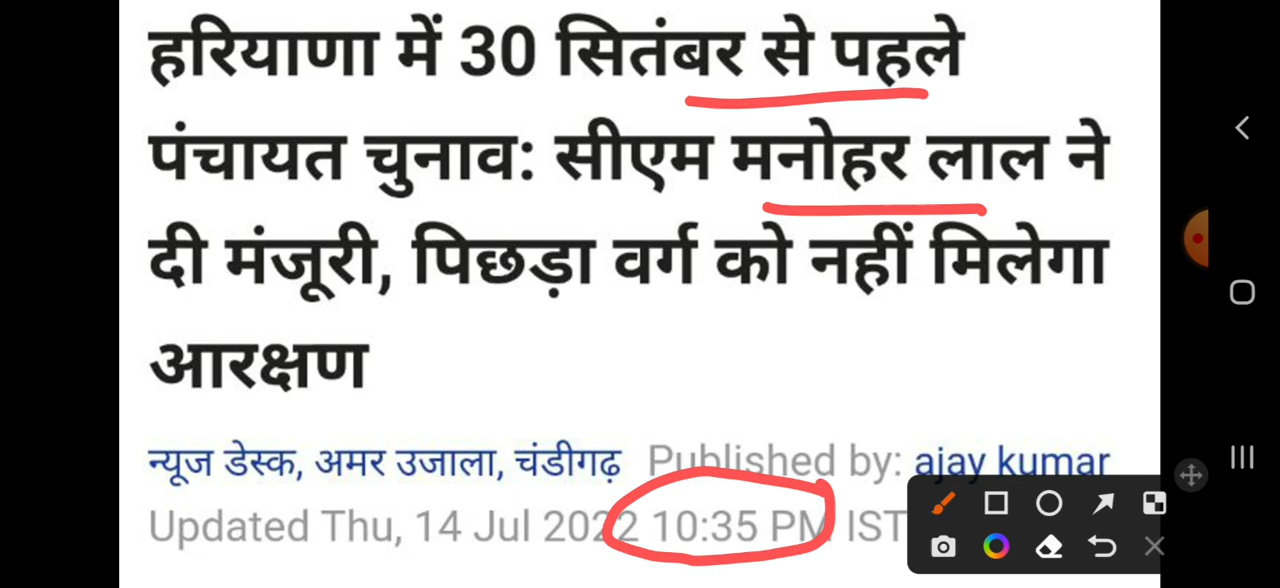 हरियाणा में 30 सितंबर से पहले
पंचायत चुनाव: सीएम मनोहर लाल ने
दी मंजूरी, पिछड़ा वर्ग को नहीं मिलेगा
आरक्षण
न्यूज डेस्क, अमर उजाला, चंडीगढ़ Published by: ajay kumar
Updated Thu, 14 Jul 2022 10:35 PM IST